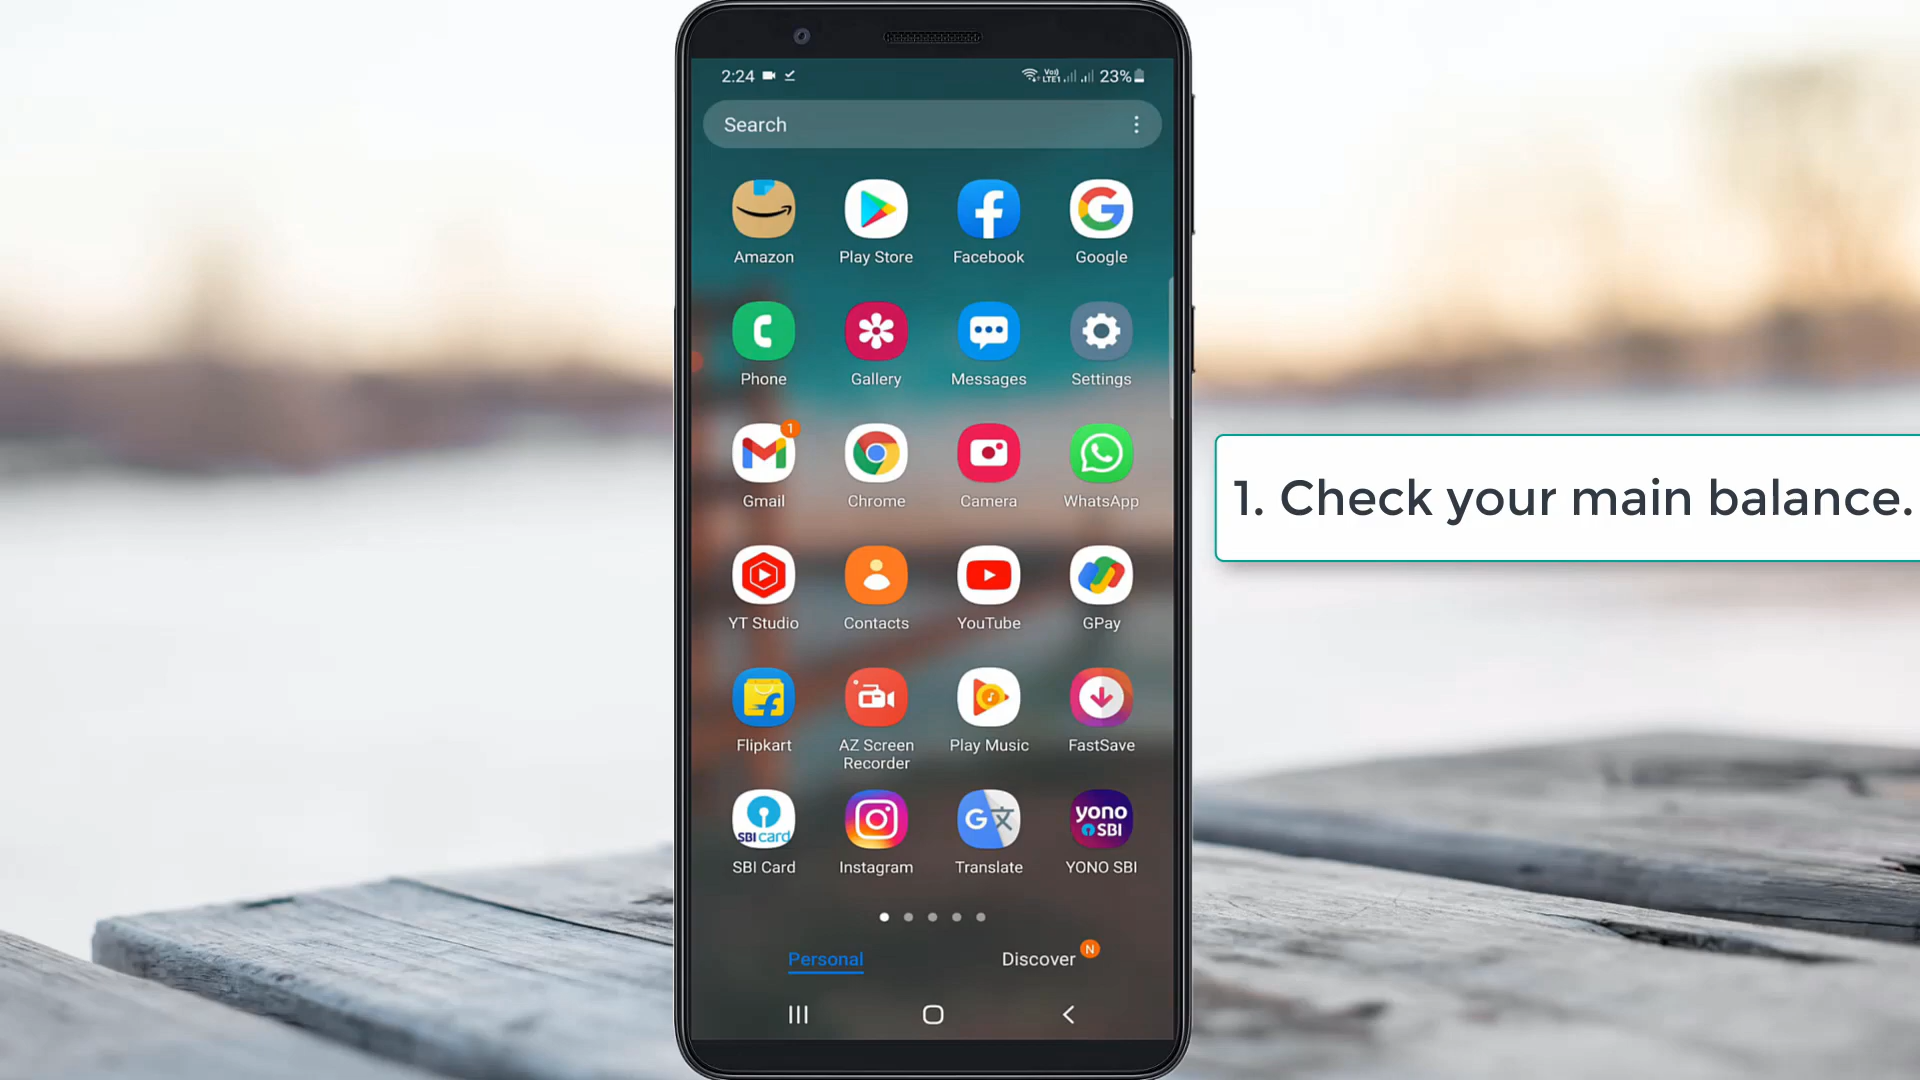 2:24
Vo)) LTE1 23%
Search
Amazon Play Store Facebook Google
Phone Gallery Messages Settings
1
Gmail Chrome Camera WhatsApp
YT Studio Contacts YouTube GPay
Flipkart AZ Screen Recorder Play Music FastSave
SBI card
yono SBI
SBI Card Instagram Translate YONO SBI
Personal Discover N
1. Check your main balance.